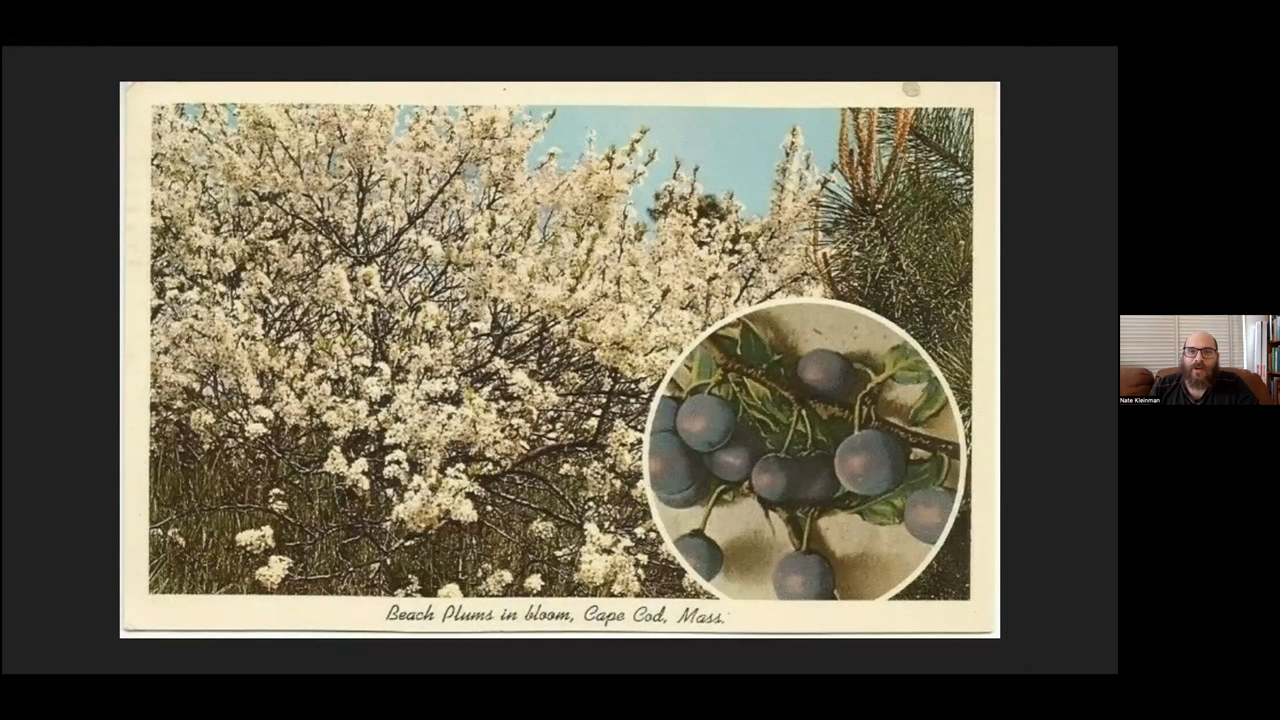 Beach Plums in bloom, Cape Cod, Mass.
Nate Kleinman